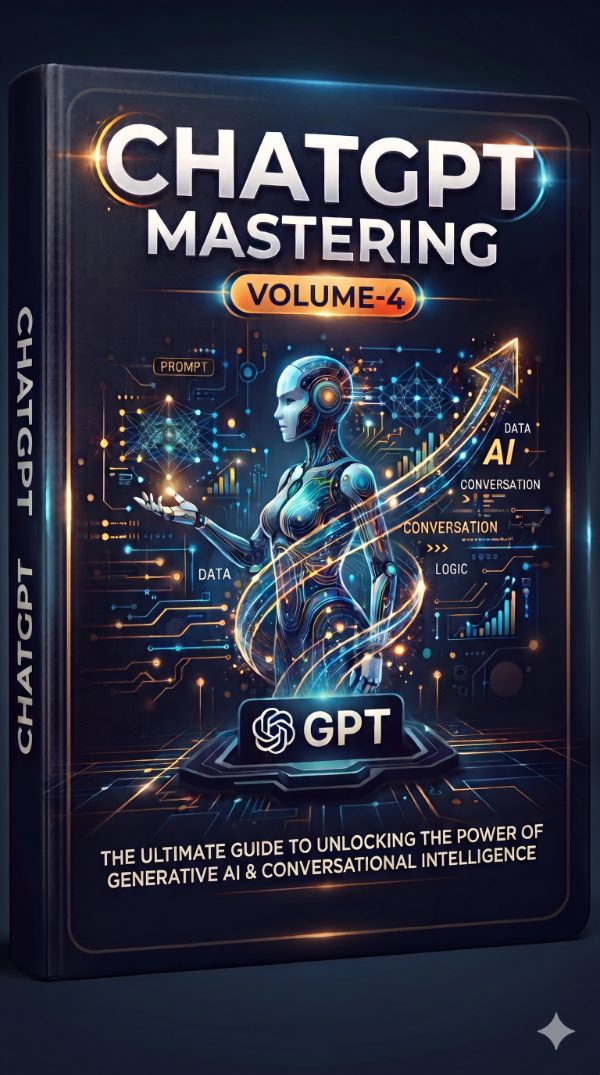 CHATGPT
MASTERING
VOLUME-4
PROMPT
DATA
AI
CONVERSATION
CONVERSATION
>>>
LOGIC
DATA
GPT
THE ULTIMATE GUIDE TO UNLOCKING THE POWER OF
GENERATIVE AI & CONVERSATIONAL INTELLIGENCE
CHATGPT CHATGPT